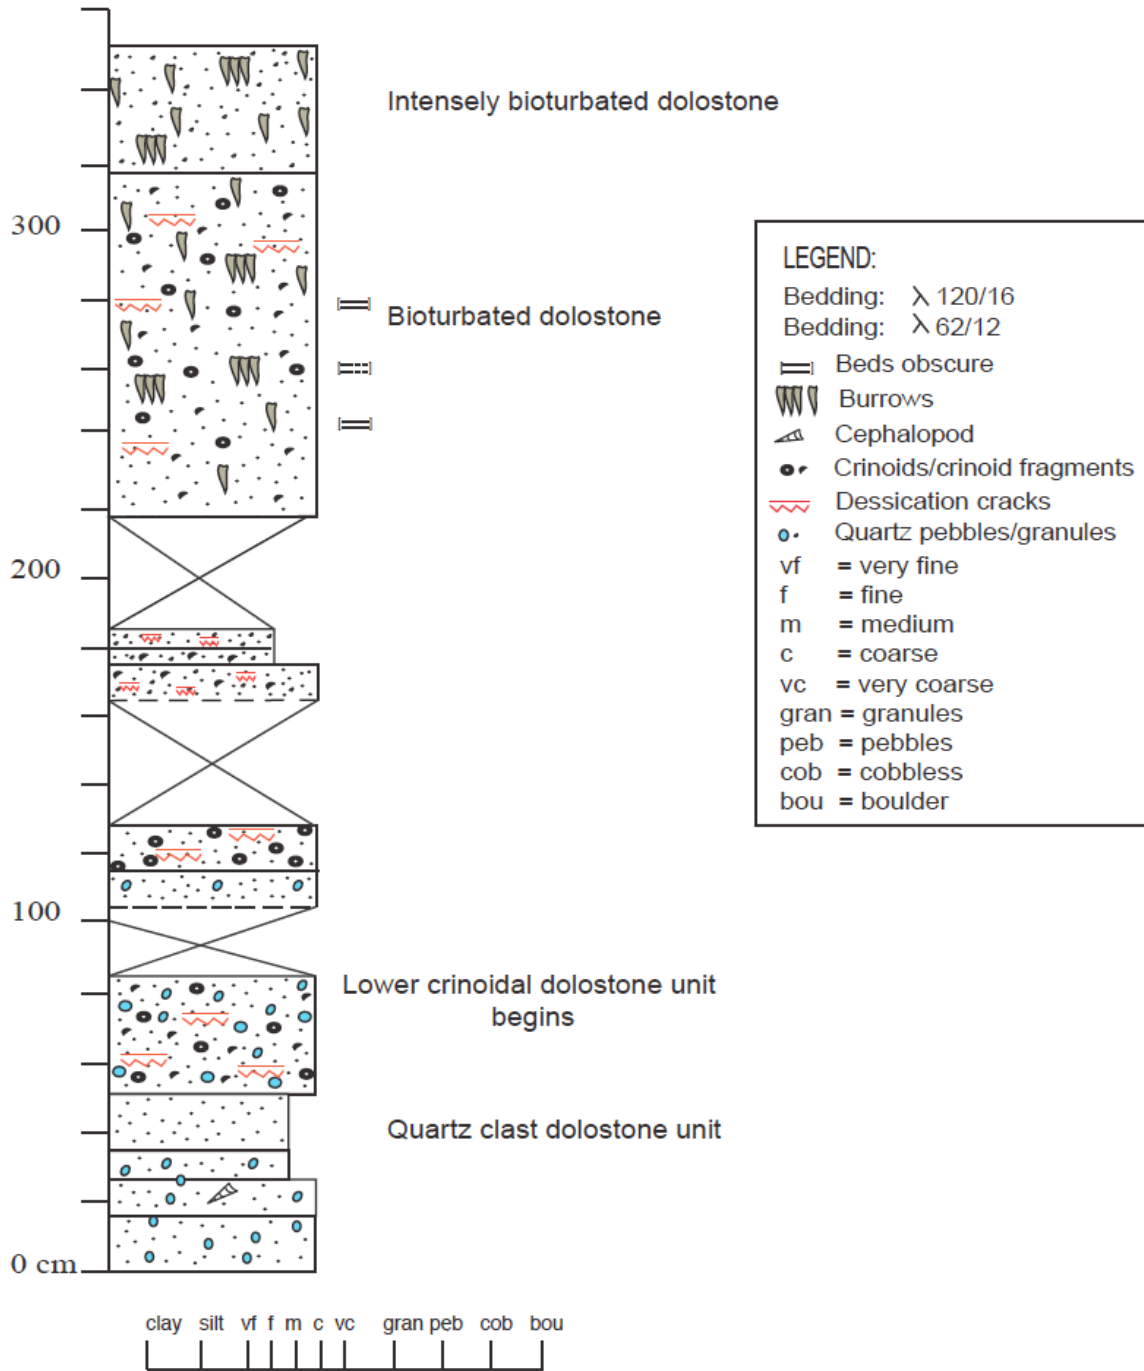 Intensely bioturbated dolostone
300
Bioturbated dolostone
200
100
Lower crinoidal dolostone unit
begins
Quartz clast dolostone unit
0 cm
clay silt vf f m c vc gran peb cob bou
LEGEND:
Bedding: 120/16
Bedding: 62/12
Beds obscure
Burrows
Cephalopod
Crinoids/crinoid fragments
Dessication cracks
Quartz pebbles/granules
vf = very fine
f = fine
m = medium
c = coarse
vc = very coarse
gran = granules
peb = pebbles
cob = cobbless
bou = boulder